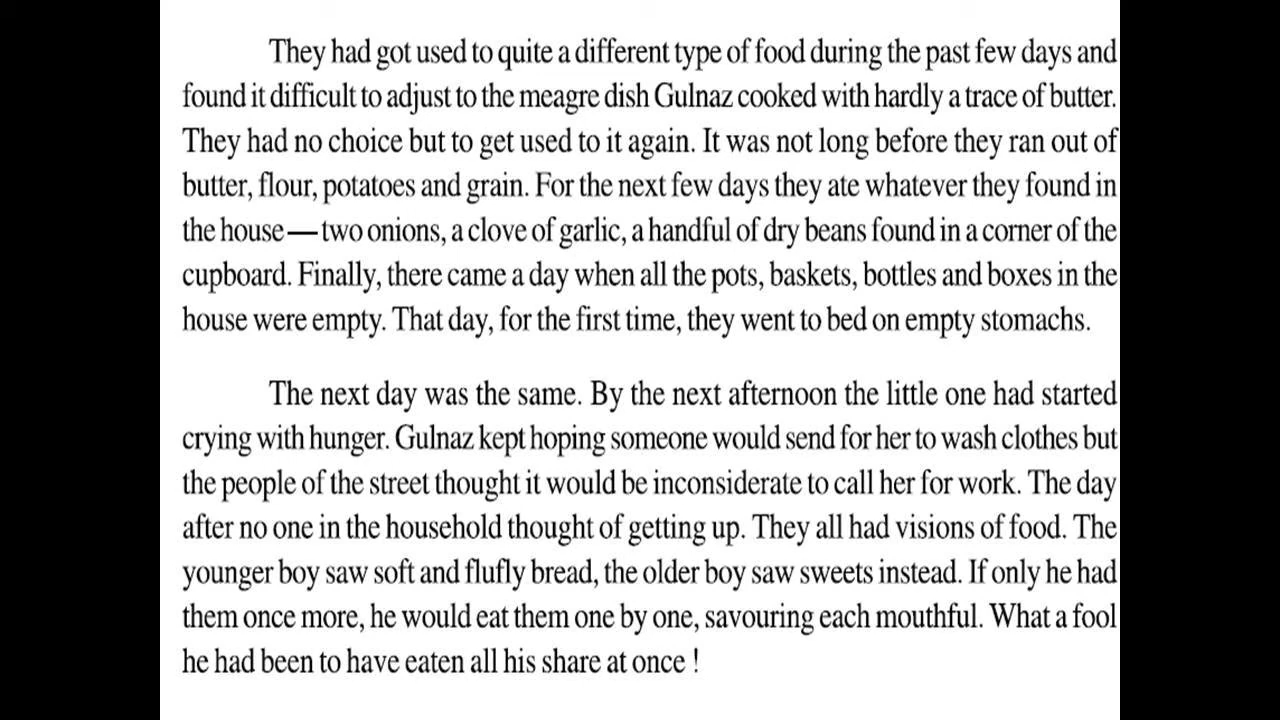 They had got used to quite a different type of food during the past few days and
found it difficult to adjust to the meagre dish Gulnaz cooked with hardly a trace of butter.
They had no choice but to get used to it again. It was not long before they ran out of
butter, flour, potatoes and grain. For the next few days they ate whatever they found in
the house — two onions, a clove of garlic, a handful of dry beans found in a corner of the
cupboard. Finally, there came a day when all the pots, baskets, bottles and boxes in the
house were empty. That day, for the first time, they went to bed on empty stomachs.
The next day was the same. By the next afternoon the little one had started
crying with hunger. Gulnaz kept hoping someone would send for her to wash clothes but
the people of the street thought it would be inconsiderate to call her for work. The day
after no one in the household thought of getting up. They all had visions of food. The
younger boy saw soft and flufly bread, the older boy saw sweets instead. If only he had
them once more, he would eat them one by one, savouring each mouthful. What a fool
he had been to have eaten all his share at once !